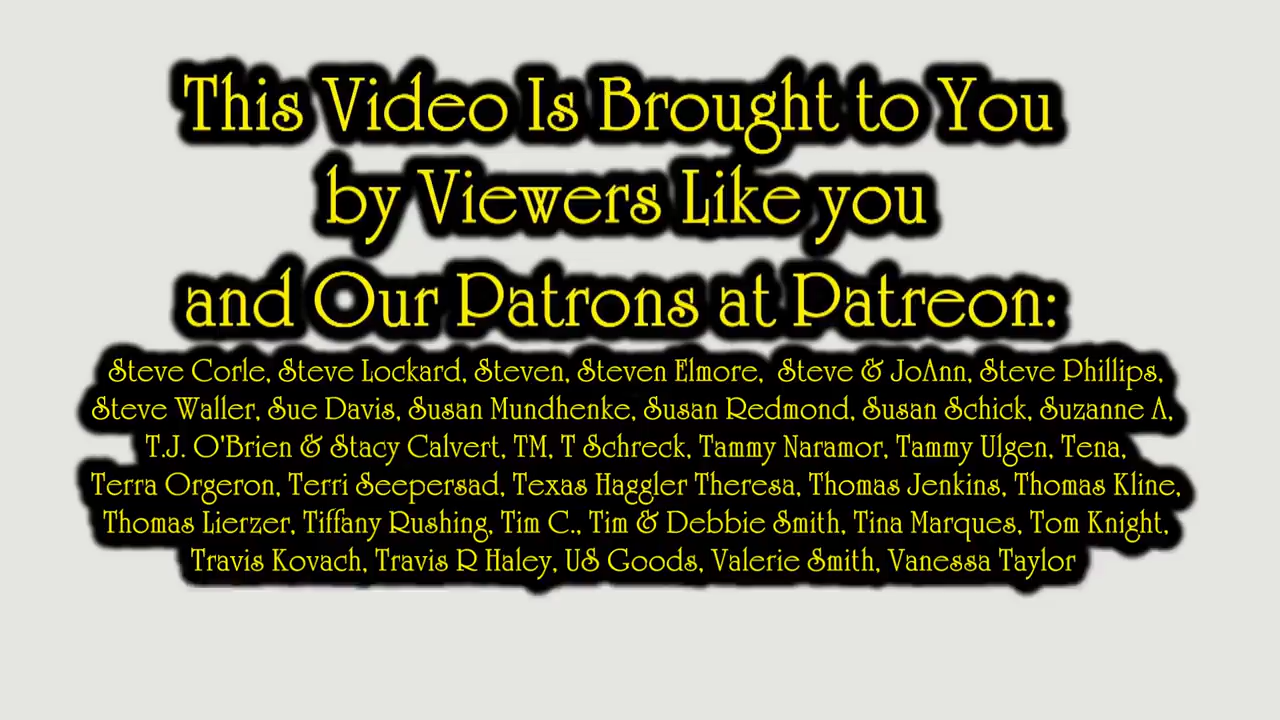 This Video Is Brought to You
by Viewers Like you
and Our Patrons at Patreon:
Steve Corle, Steve Lockard, Steven, Steven Elmore, Steve & JoAnn, Steve Phillips,
Steve Waller, Sue Davis, Susan Mundhenke, Susan Redmond, Susan Schick, Suzanne A,
T.J. O'Brien & Stacy Calvert, TM, T Schreck, Tammy Naramor, Tammy Ulgen, Tena,
Terra Orgeron, Terri Seepersad, Texas Haggler Theresa, Thomas Jenkins, Thomas Kline,
Thomas Lierzer, Tiffany Rushing, Tim C., Tim & Debbie Smith, Tina Marques, Tom Knight,
Travis Kovach, Travis R Haley, US Goods, Valerie Smith, Vanessa Taylor